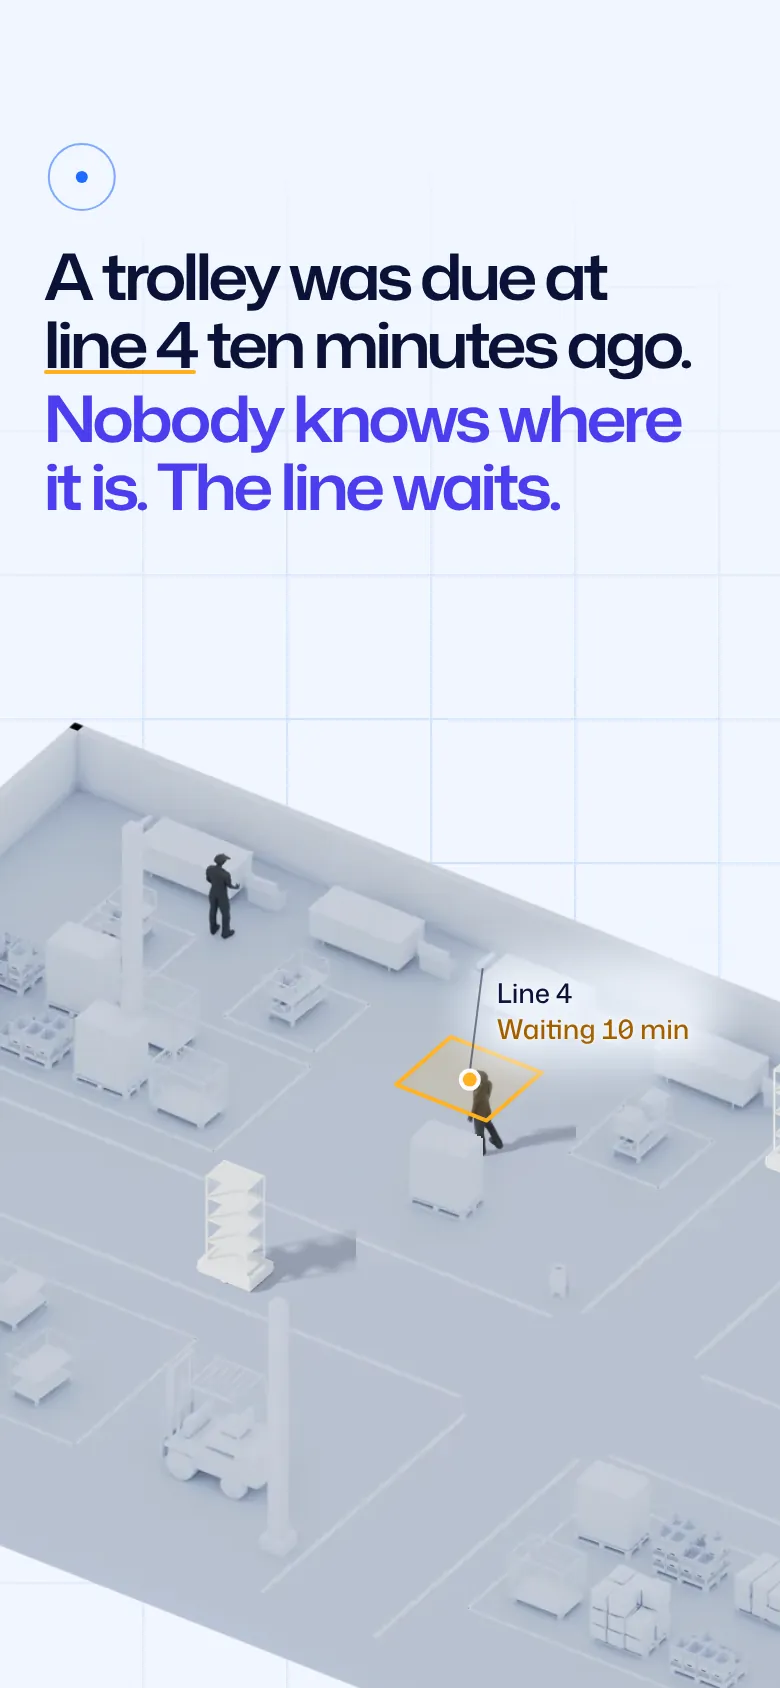 A trolley was due at
line 4 ten minutes ago.
Nobody knows where
it is. The line waits.
Line 4
Waiting 10 min